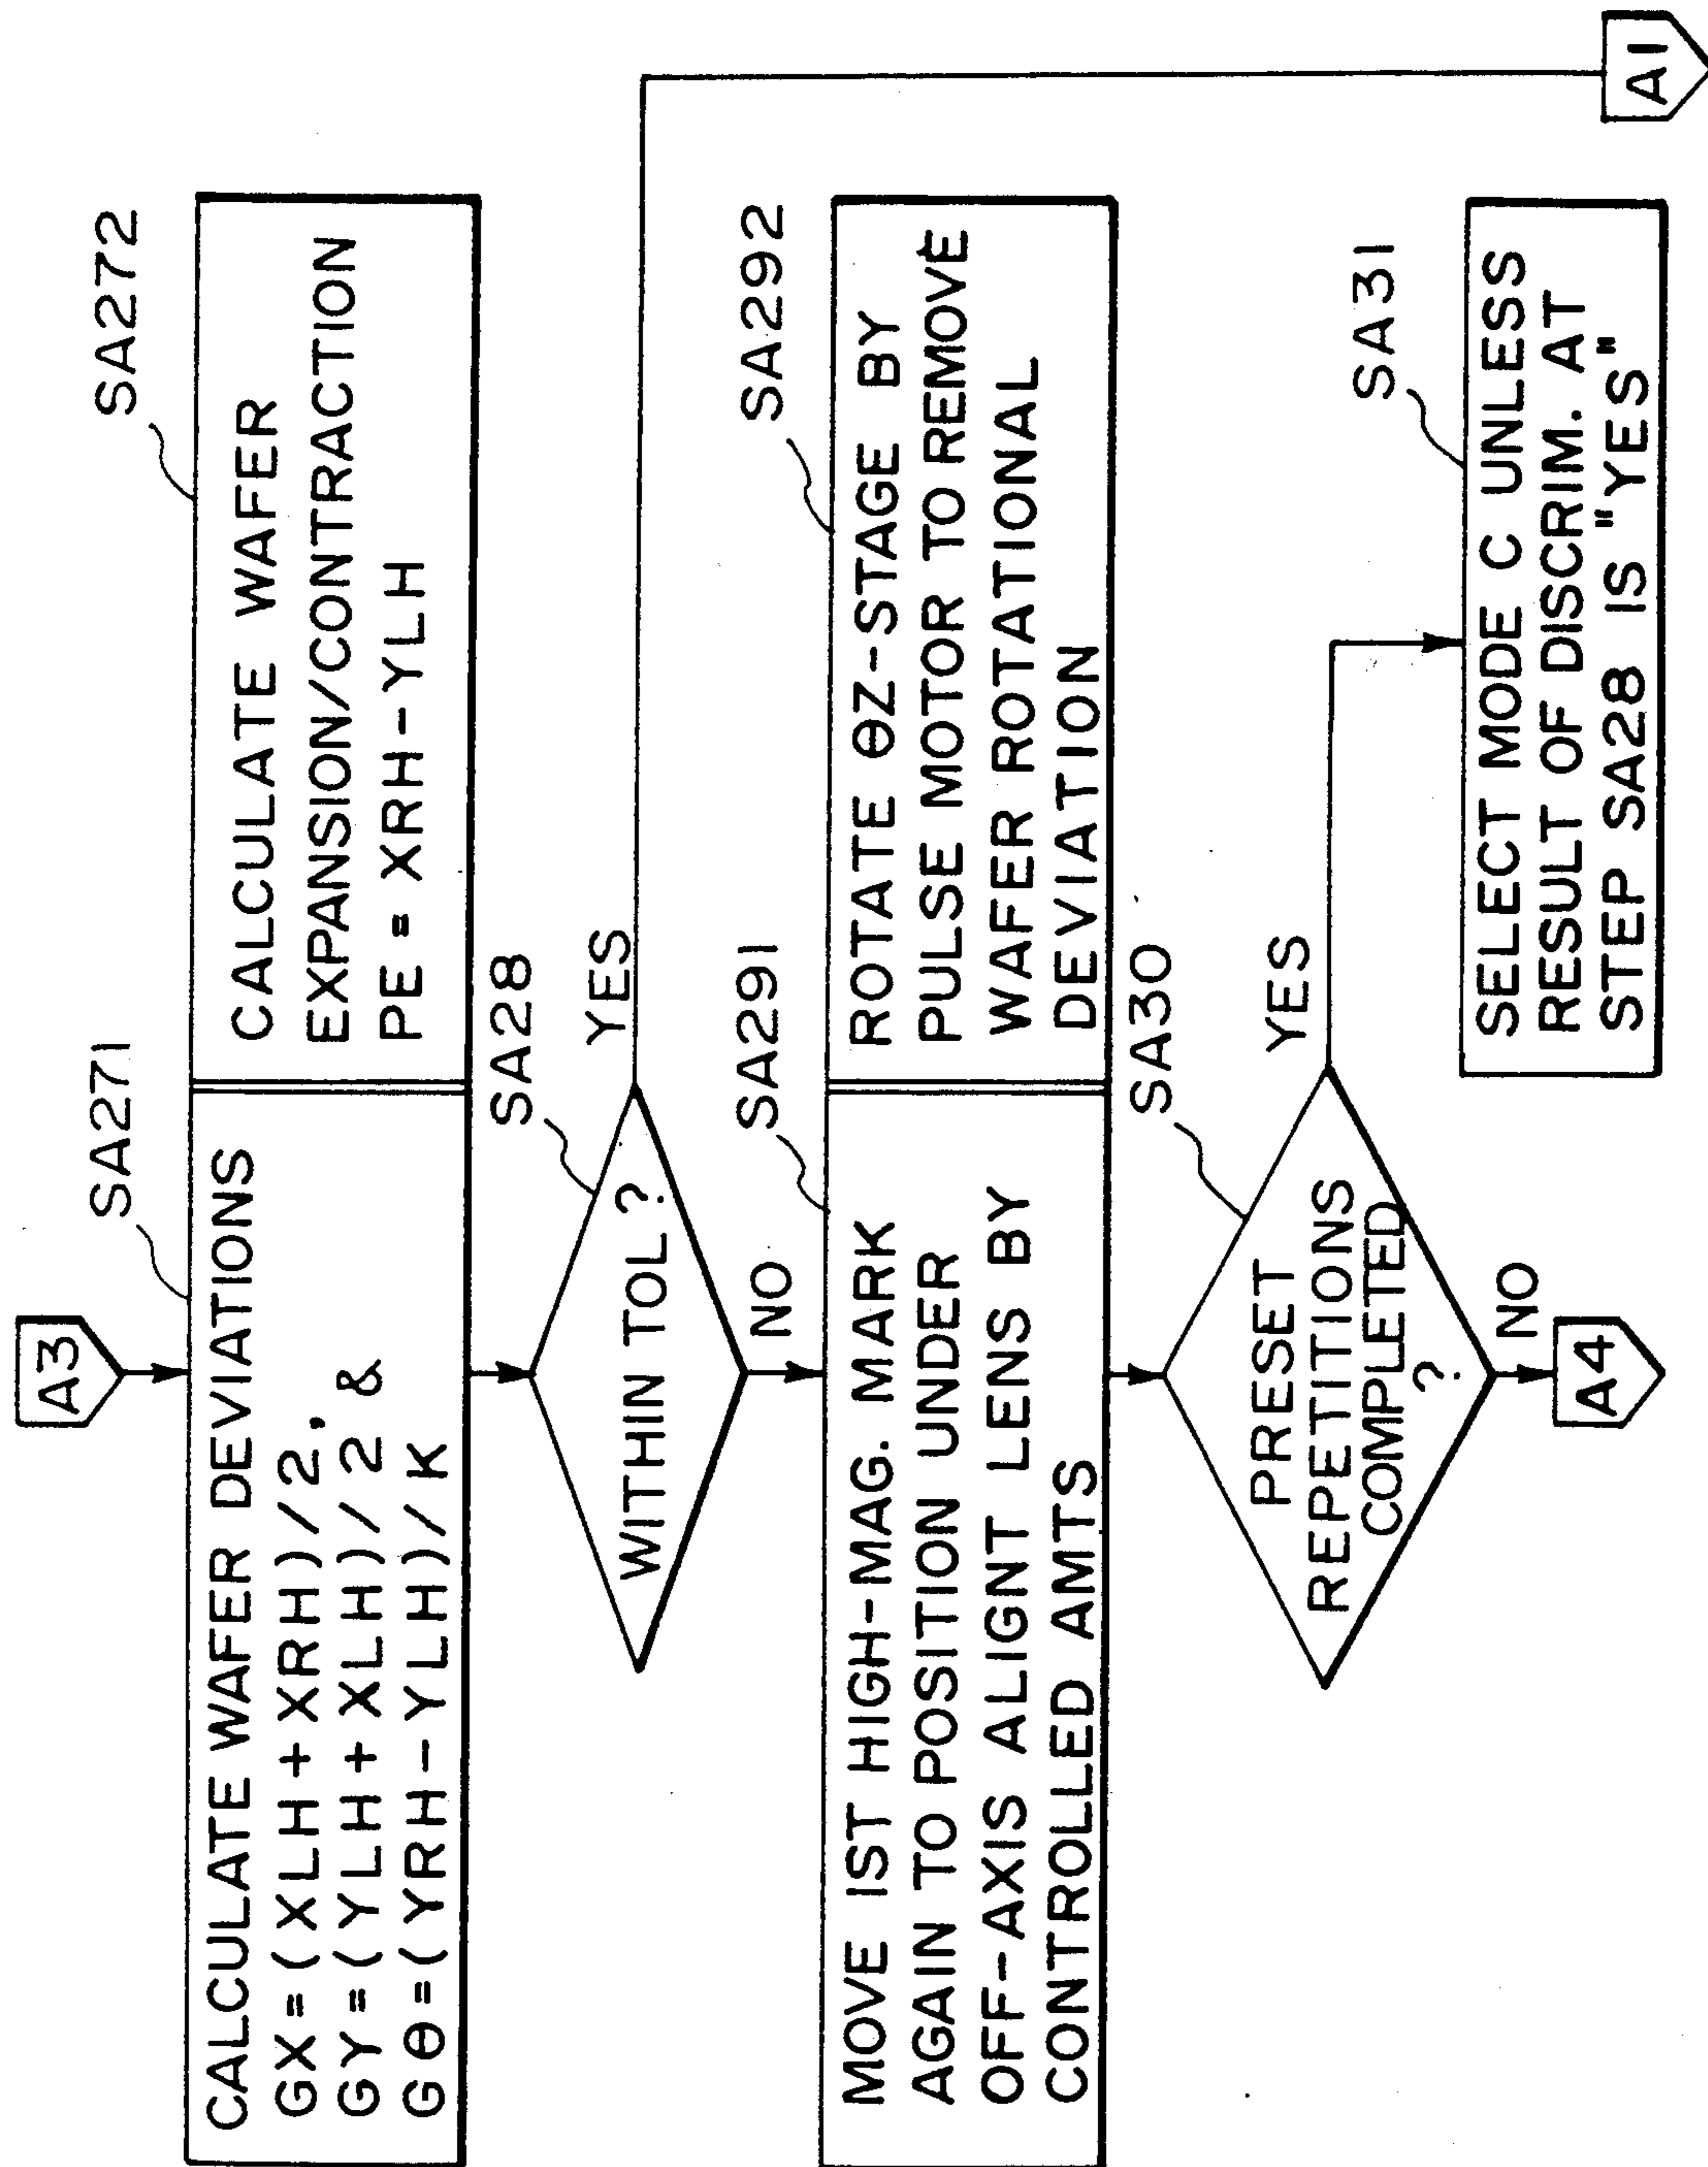 A3
SA271
CALCULATE WAFER DEVIATIONS
GX=(XLH+XRH)/2,
GY=(YLH+XLH)/2 &
Gθ=(YRH-YLH)/K
SA272
CALCULATE WAFER
EXPANSION/CONTRACTION
PE = XRH-YLH
SA28
WITHIN TOL?
YES
NO
A1
SA291
MOVE IST HIGH-MAG. MARK
AGAIN TO POSITION UNDER
OFF-AXIS ALIGNT LENS BY
CONTROLLED AMTS
SA292
ROTATE θZ-STAGE BY
PULSE MOTOR TO REMOVE
WAFER ROTATIONAL
DEVIATION
SA30
PRESET
REPETITIONS
COMPLETED
?
YES
NO
A4
SA31
SELECT MODE C UNLESS
RESULT OF DISCRIM. AT
STEP SA28 IS "YES"